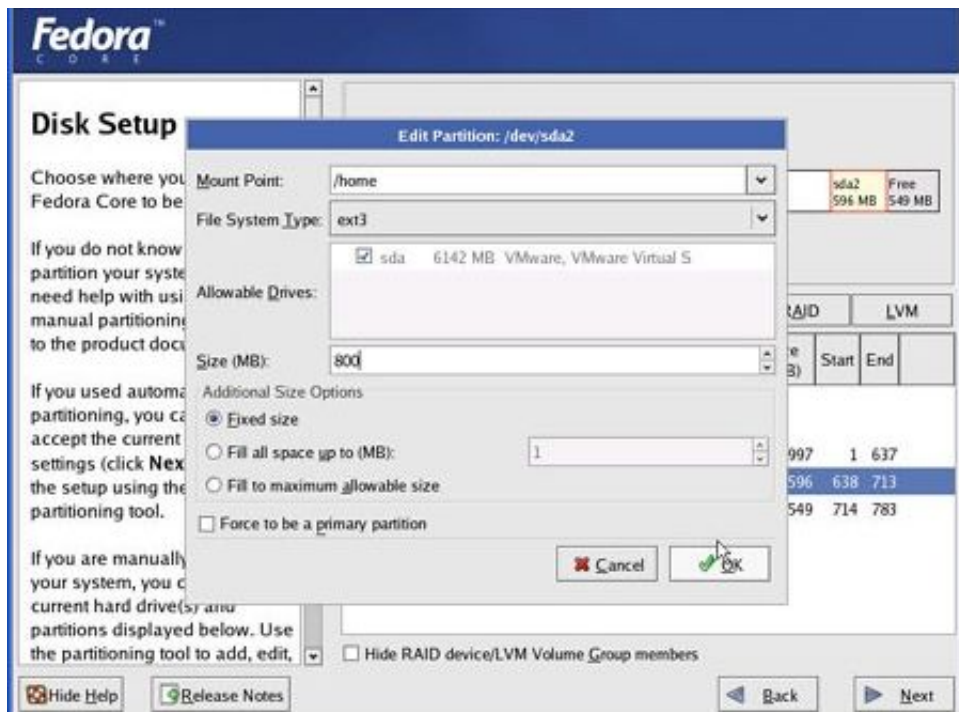 Fedora™
CORE
Disk Setup
Choose where you
Fedora Core to be
If you do not know
partition your syste
need help with usi
manual partitioning
to the product docu
If you used automa
partitioning, you ca
accept the current
settings (click Nex
the setup using the
partitioning tool.
If you are manually
your system, you c
current hard drive(s) and
partitions displayed below. Use
the partitioning tool to add, edit,
Edit Partition: /dev/sda2
Mount Point: /home
File System Type: ext3
Allowable Drives:
sda 6142 MB VMware, VMware Virtual S
Size (MB): 800
Additional Size Options
Fixed size
Fill all space up to (MB): 1
Fill to maximum allowable size
Force to be a primary partition
Cancel OK
sda2 Free
596 MB 549 MB
RAID LVM
Start End
997 1 637
596 638 713
549 714 783
Hide RAID device/LVM Volume Group members
Hide Help Release Notes Back Next